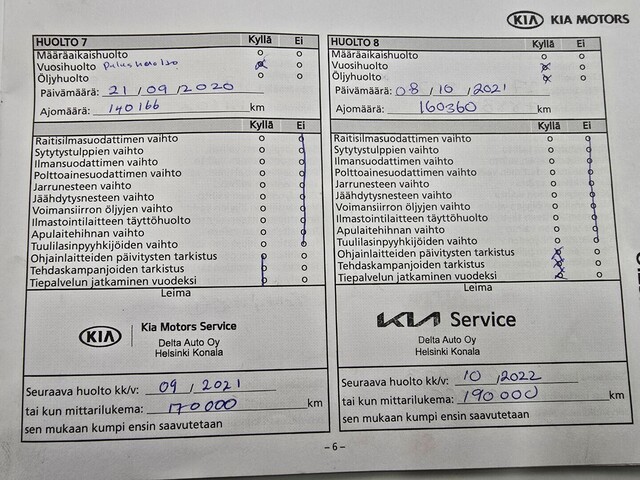 KIA KIA MOTORS
HUOLTO 7 Kyllä Ei
Määräaikaishuolto o o
Vuosihuolto o o
Öljyhuolto o o
Päivämäärä: 21 / 09 / 2020
Ajomäärä: 140166 km
Kyllä Ei
Raitisilmasuodattimen vaihto o o
Sytytystulppien vaihto o o
Ilmansuodattimen vaihto o o
Polttoainesuodattimen vaihto o o
Jarrunesteen vaihto o o
Jäähdytysnesteen vaihto o o
Voimansiirron öljyjen vaihto o o
Ilmastointilaitteen täyttöhuolto o o
Apulaitehihnan vaihto o o
Tuulilasinpyyhkijöiden vaihto o o
Ohjainlaitteiden päivitysten tarkistus o o
Tehdaskampanjoiden tarkistus o o
Tiepalvelun jatkaminen vuodeksi o o
Leima
KIA Kia Motors Service
Delta Auto Oy
Helsinki Konala
Seuraava huolto kk/v: 09 / 2021
tai kun mittarilukema: 170000 km
sen mukaan kumpi ensin saavutetaan
HUOLTO 8 Kyllä Ei
Määräaikaishuolto o o
Vuosihuolto x o
Öljyhuolto x o
Päivämäärä: 08 / 10 / 2021
Ajomäärä: 160360 km
Kyllä Ei
Raitisilmasuodattimen vaihto o o
Sytytystulppien vaihto o o
Ilmansuodattimen vaihto o o
Polttoainesuodattimen vaihto o o
Jarrunesteen vaihto o o
Jäähdytysnesteen vaihto o o
Voimansiirron öljyjen vaihto o o
Ilmastointilaitteen täyttöhuolto o o
Apulaitehihnan vaihto o o
Tuulilasinpyyhkijöiden vaihto o o
Ohjainlaitteiden päivitysten tarkistus x o
Tehdaskampanjoiden tarkistus x o
Tiepalvelun jatkaminen vuodeksi x o
Leima
KIA Service
Delta Auto Oy
Helsinki Konala
Seuraava huolto kk/v: 10 / 2022
tai kun mittarilukema: 190000 km
sen mukaan kumpi ensin saavutetaan
– 6 –